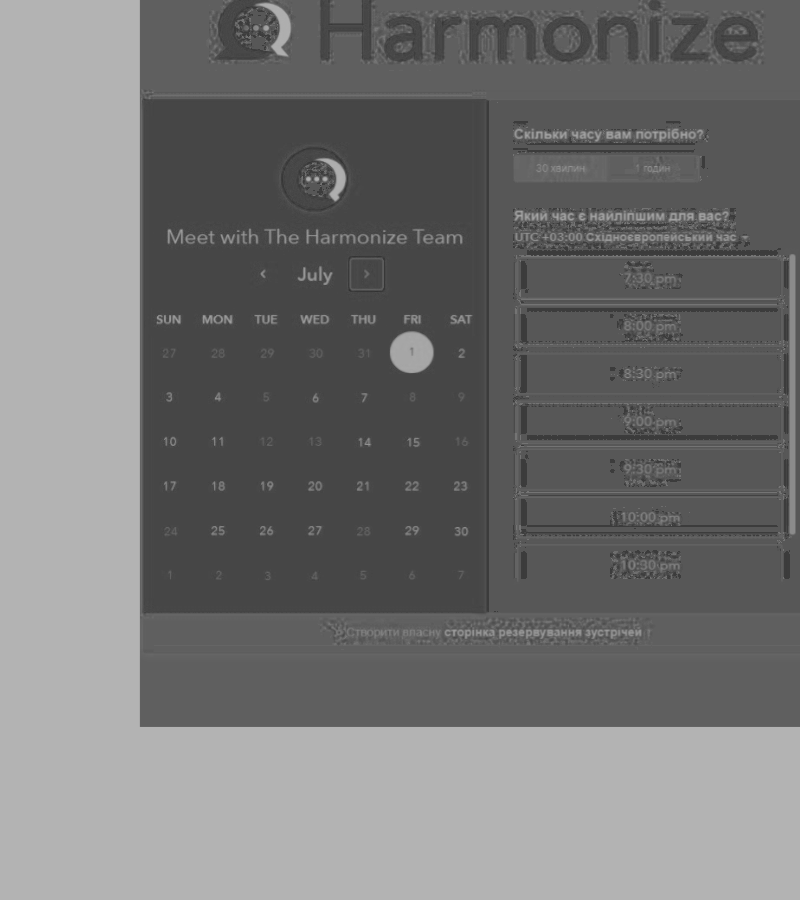 Harmonize
Meet with The Harmonize Team
July
SUN MON TUE WED THU FRI SAT
27 28 29 30 31 1 2
3 4 5 6 7 8 9
10 11 12 13 14 15 16
17 18 19 20 21 22 23
24 25 26 27 28 29 30
1 2 3 4 5 6 7
Скільки часу вам потрібно?
30 хвилин 1 годин
Який час є найліпшим для вас?
UTC +03:00 Східноєвропейський час
7:30 pm
8:00 pm
8:30 pm
9:00 pm
9:30 pm
10:00 pm
10:30 pm
Створити власну сторінка резервування зустрічей